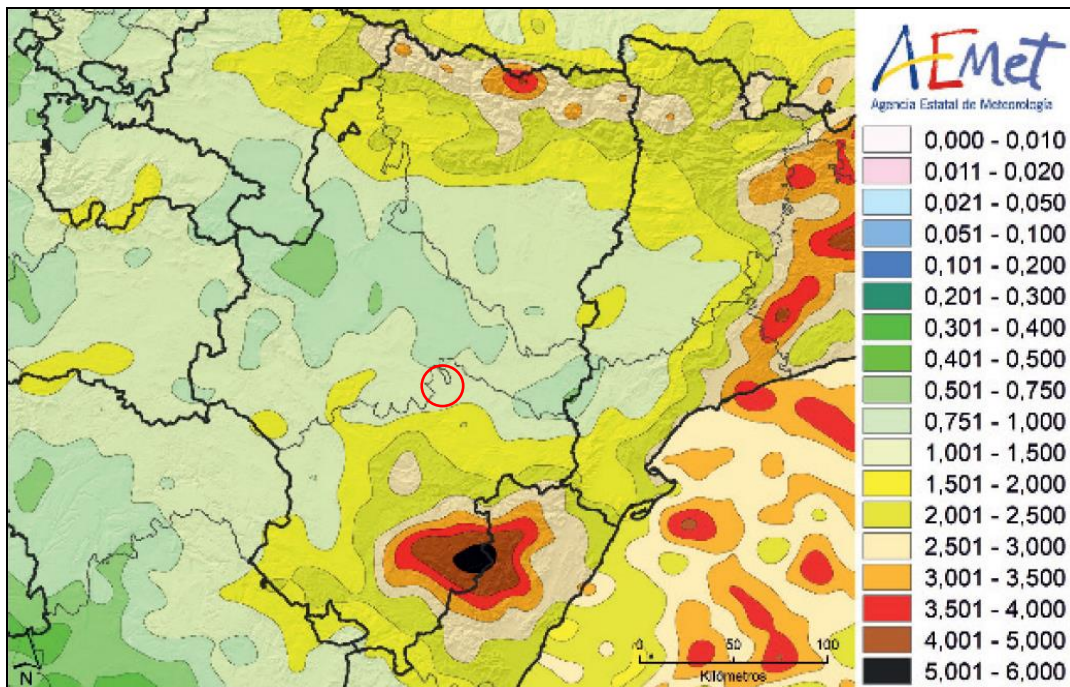 AEMet
Agencia Estatal de Meteorología
0,000 - 0,010
0,011 - 0,020
0,021 - 0,050
0,051 - 0,100
0,101 - 0,200
0,201 - 0,300
0,301 - 0,400
0,401 - 0,500
0,501 - 0,750
0,751 - 1,000
1,001 - 1,500
1,501 - 2,000
2,001 - 2,500
2,501 - 3,000
3,001 - 3,500
3,501 - 4,000
4,001 - 5,000
5,001 - 6,000
0 50 100
Kilómetros
N